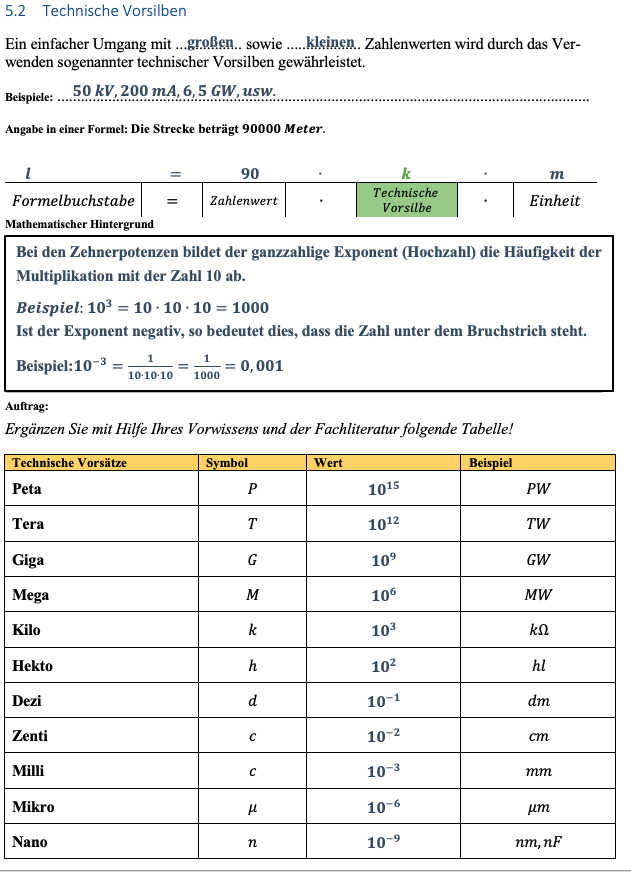 5.2 Technische Vorsilben
Ein einfacher Umgang mit ...großen.. sowie .....kleinen.. Zahlenwerten wird durch das Ver-
wenden sogenannter technischer Vorsilben gewährleistet.
Beispiele: ....50 kV, 200 mA, 6,5 GW, usw.....
Angabe in einer Formel: Die Strecke beträgt 90000 Meter.
l = 90 · k · m
Formelbuchstabe = Zahlenwert · Technische Vorsilbe · Einheit
Mathematischer Hintergrund
Bei den Zehnerpotenzen bildet der ganzzahlige Exponent (Hochzahl) die Häufigkeit der
Multiplikation mit der Zahl 10 ab.
Beispiel: 10³ = 10 · 10 · 10 = 1000
Ist der Exponent negativ, so bedeutet dies, dass die Zahl unter dem Bruchstrich steht.
Beispiel:10⁻³ = 1/(10·10·10) = 1/1000 = 0,001
Auftrag:
Ergänzen Sie mit Hilfe Ihres Vorwissens und der Fachliteratur folgende Tabelle!
Technische Vorsätze Symbol Wert Beispiel
Peta P 10¹⁵ PW
Tera T 10¹² TW
Giga G 10⁹ GW
Mega M 10⁶ MW
Kilo k 10³ kΩ
Hekto h 10² hl
Dezi d 10⁻¹ dm
Zenti c 10⁻² cm
Milli c 10⁻³ mm
Mikro μ 10⁻⁶ μm
Nano n 10⁻⁹ nm, nF